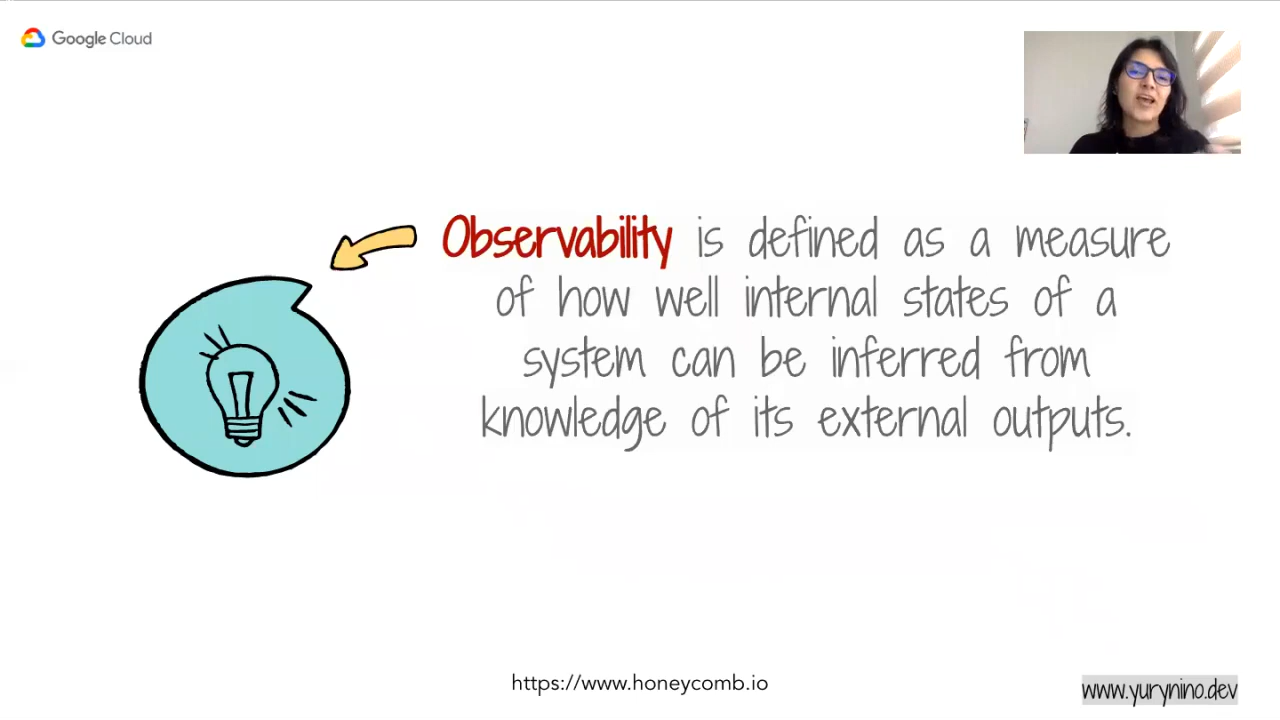 Google Cloud
Observability is defined as a measure
of how well internal states of a
system can be inferred from
knowledge of its external outputs.
https://www.honeycomb.io
www.yurynino.dev